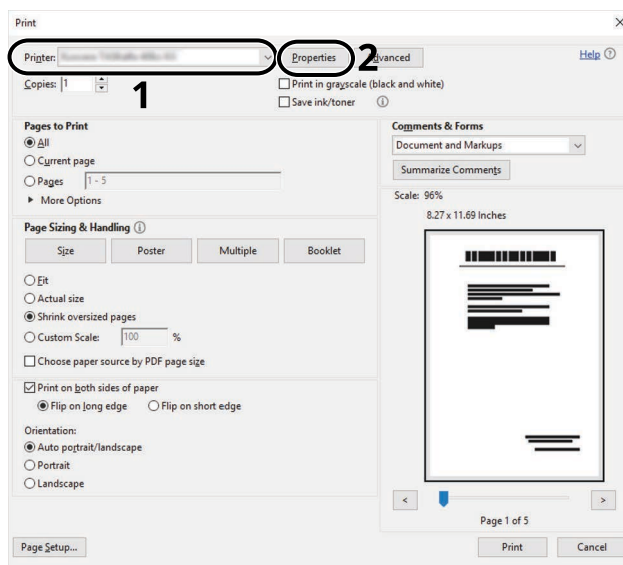 Print
Printer:
Properties
2
Advanced
Help
Copies: 1
1
Print in grayscale (black and white)
Save ink/toner
Pages to Print
All
Current page
Pages 1 - 5
More Options
Comments & Forms
Document and Markups
Summarize Comments
Scale: 96%
8.27 x 11.69 Inches
Page Sizing & Handling
Size Poster Multiple Booklet
Fit
Actual size
Shrink oversized pages
Custom Scale: 100 %
Choose paper source by PDF page size
Print on both sides of paper
Flip on long edge Flip on short edge
Orientation:
Auto portrait/landscape
Portrait
Landscape
< >
Page 1 of 5
Page Setup... Print Cancel